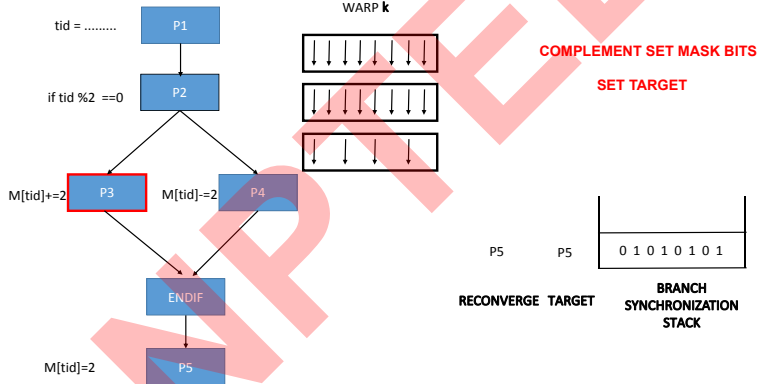 WARP k
tid = .........
P1
COMPLEMENT SET MASK BITS
SET TARGET
if tid %2 ==0
P2
M[tid]+=2
P3
M[tid]-=2
P4
P5
P5
0 1 0 1 0 1 0 1
RECONVERGE
TARGET
BRANCH
SYNCHRONIZATION
STACK
ENDIF
M[tid]=2
P5
NPTEL